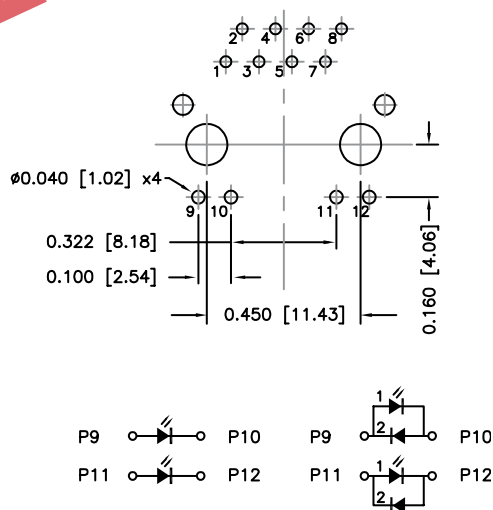 2 4 6 8
1 3 5 7
ø0.040 [1.02] x4
9 10 11 12
0.322 [8.18]
0.100 [2.54]
0.450 [11.43]
0.160 [4.06]
P9 P10 P9 1 2 P10
P11 P12 P11 1 2 P12